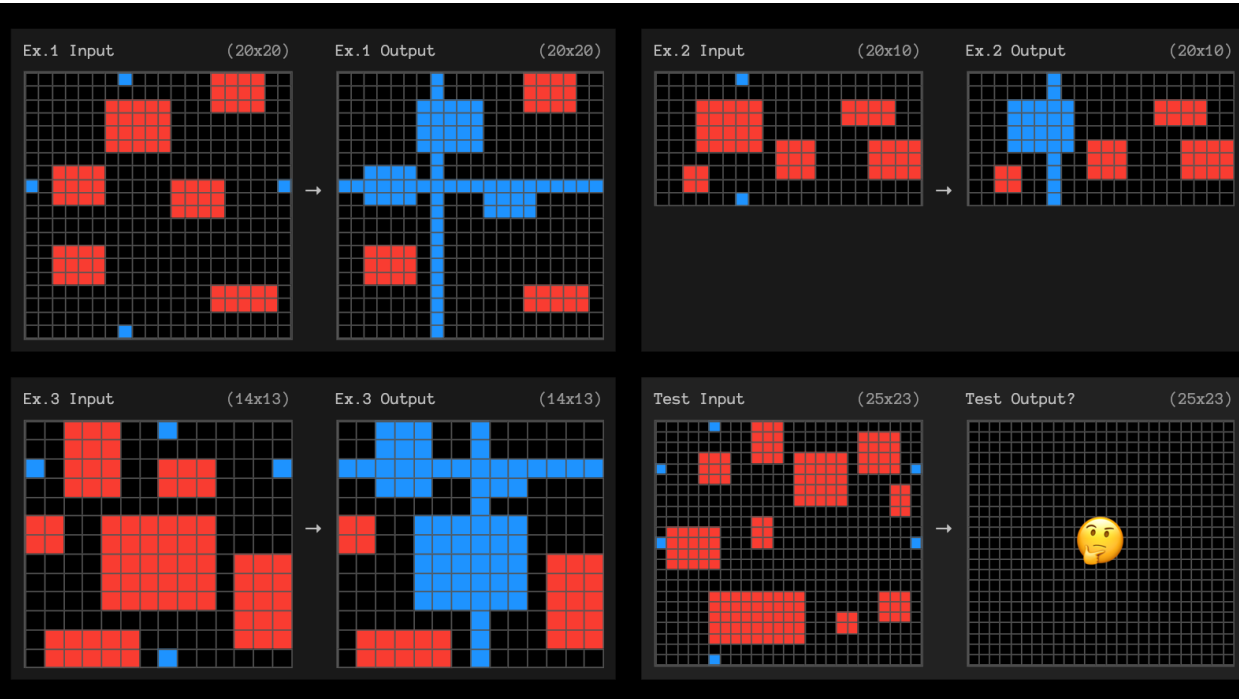 Ex.1 Input (20x20)
Ex.1 Output (20x20)
Ex.2 Input (20x10)
Ex.2 Output (20x10)
Ex.3 Input (14x13)
Ex.3 Output (14x13)
Test Input (25x23)
Test Output? (25x23)